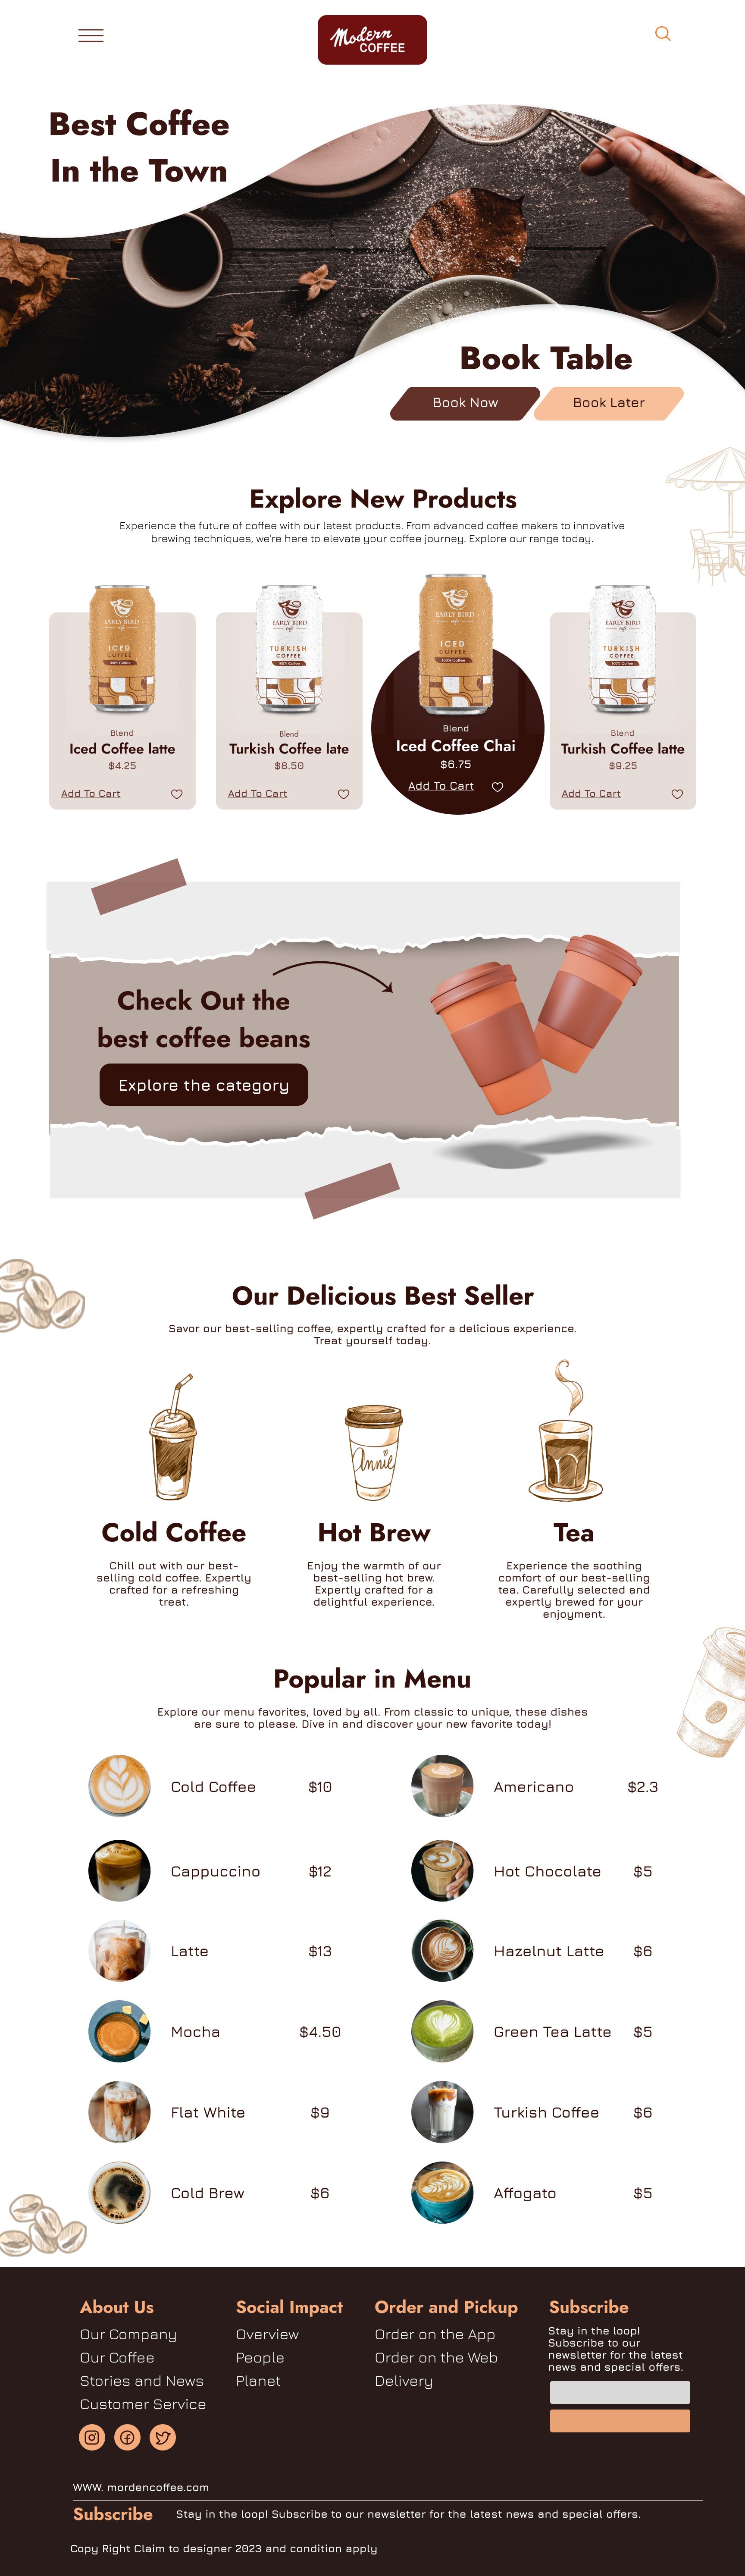 Modern
COFFEE
Best Coffee
In the Town
Book Table
Book Now
Book Later
Explore New Products
Experience the future of coffee with our latest products. From advanced coffee makers to innovative
brewing techniques, we're here to elevate your coffee journey. Explore our range today.
EARLY BIRD
café
ICED
COFFEE
100% Coffee
Blend
Iced Coffee latte
$4.25
Add To Cart
EARLY BIRD
café
TURKISH
COFFEE
100% Coffee
Blend
Turkish Coffee late
$8.50
Add To Cart
EARLY BIRD
café
ICED
COFFEE
100% Coffee
Blend
Iced Coffee Chai
$6.75
Add To Cart
EARLY BIRD
café
TURKISH
COFFEE
100% Coffee
Blend
Turkish Coffee latte
$9.25
Add To Cart
Check Out the
best coffee beans
Explore the category
Our Delicious Best Seller
Savor our best-selling coffee, expertly crafted for a delicious experience.
Treat yourself today.
Annie
Cold Coffee
Chill out with our best-
selling cold coffee. Expertly
crafted for a refreshing
treat.
Hot Brew
Enjoy the warmth of our
best-selling hot brew.
Expertly crafted for a
delightful experience.
Tea
Experience the soothing
comfort of our best-selling
tea. Carefully selected and
expertly brewed for your
enjoyment.
Popular in Menu
Explore our menu favorites, loved by all. From classic to unique, these dishes
are sure to please. Dive in and discover your new favorite today!
Cold Coffee $10
Cappuccino $12
Latte $13
Mocha $4.50
Flat White $9
Cold Brew $6
Americano $2.3
Hot Chocolate $5
Hazelnut Latte $6
Green Tea Latte $5
Turkish Coffee $6
Affogato $5
About Us
Our Company
Our Coffee
Stories and News
Customer Service
Social Impact
Overview
People
Planet
Order and Pickup
Order on the App
Order on the Web
Delivery
Subscribe
Stay in the loop!
Subscribe to our
newsletter for the latest
news and special offers.
WWW. mordencoffee.com
Subscribe Stay in the loop! Subscribe to our newsletter for the latest news and special offers.
Copy Right Claim to designer 2023 and condition apply